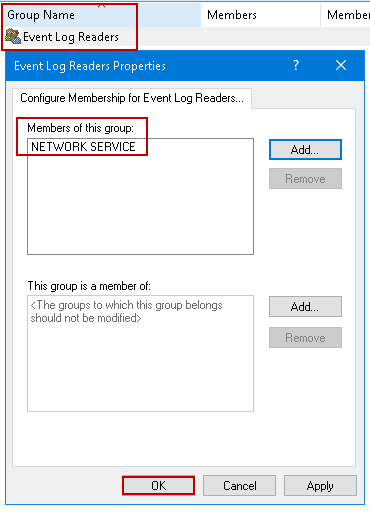 Group Name Members Member
Event Log Readers
Event Log Readers Properties ? ×
Configure Membership for Event Log Readers...
Members of this group:
NETWORK SERVICE
Add...
Remove
This group is a member of:
<The groups to which this group belongs
should not be modified>
Add...
Remove
OK Cancel Apply